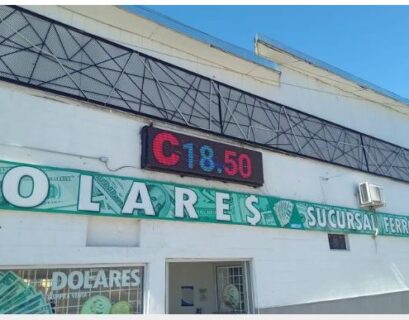 C18.50
OLARES SUCURSAL FERR
DOLARES